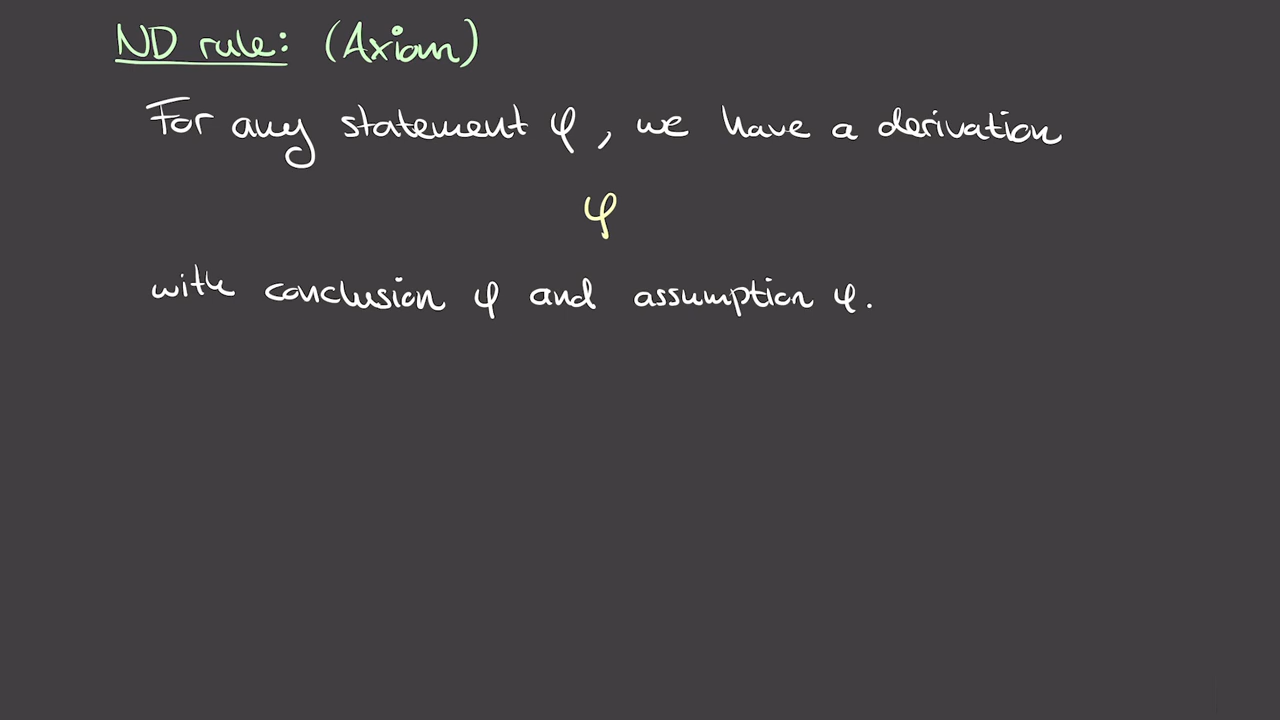 ND rule: (Axiom)
For any statement φ, we have a derivation
φ
with conclusion φ and assumption φ.